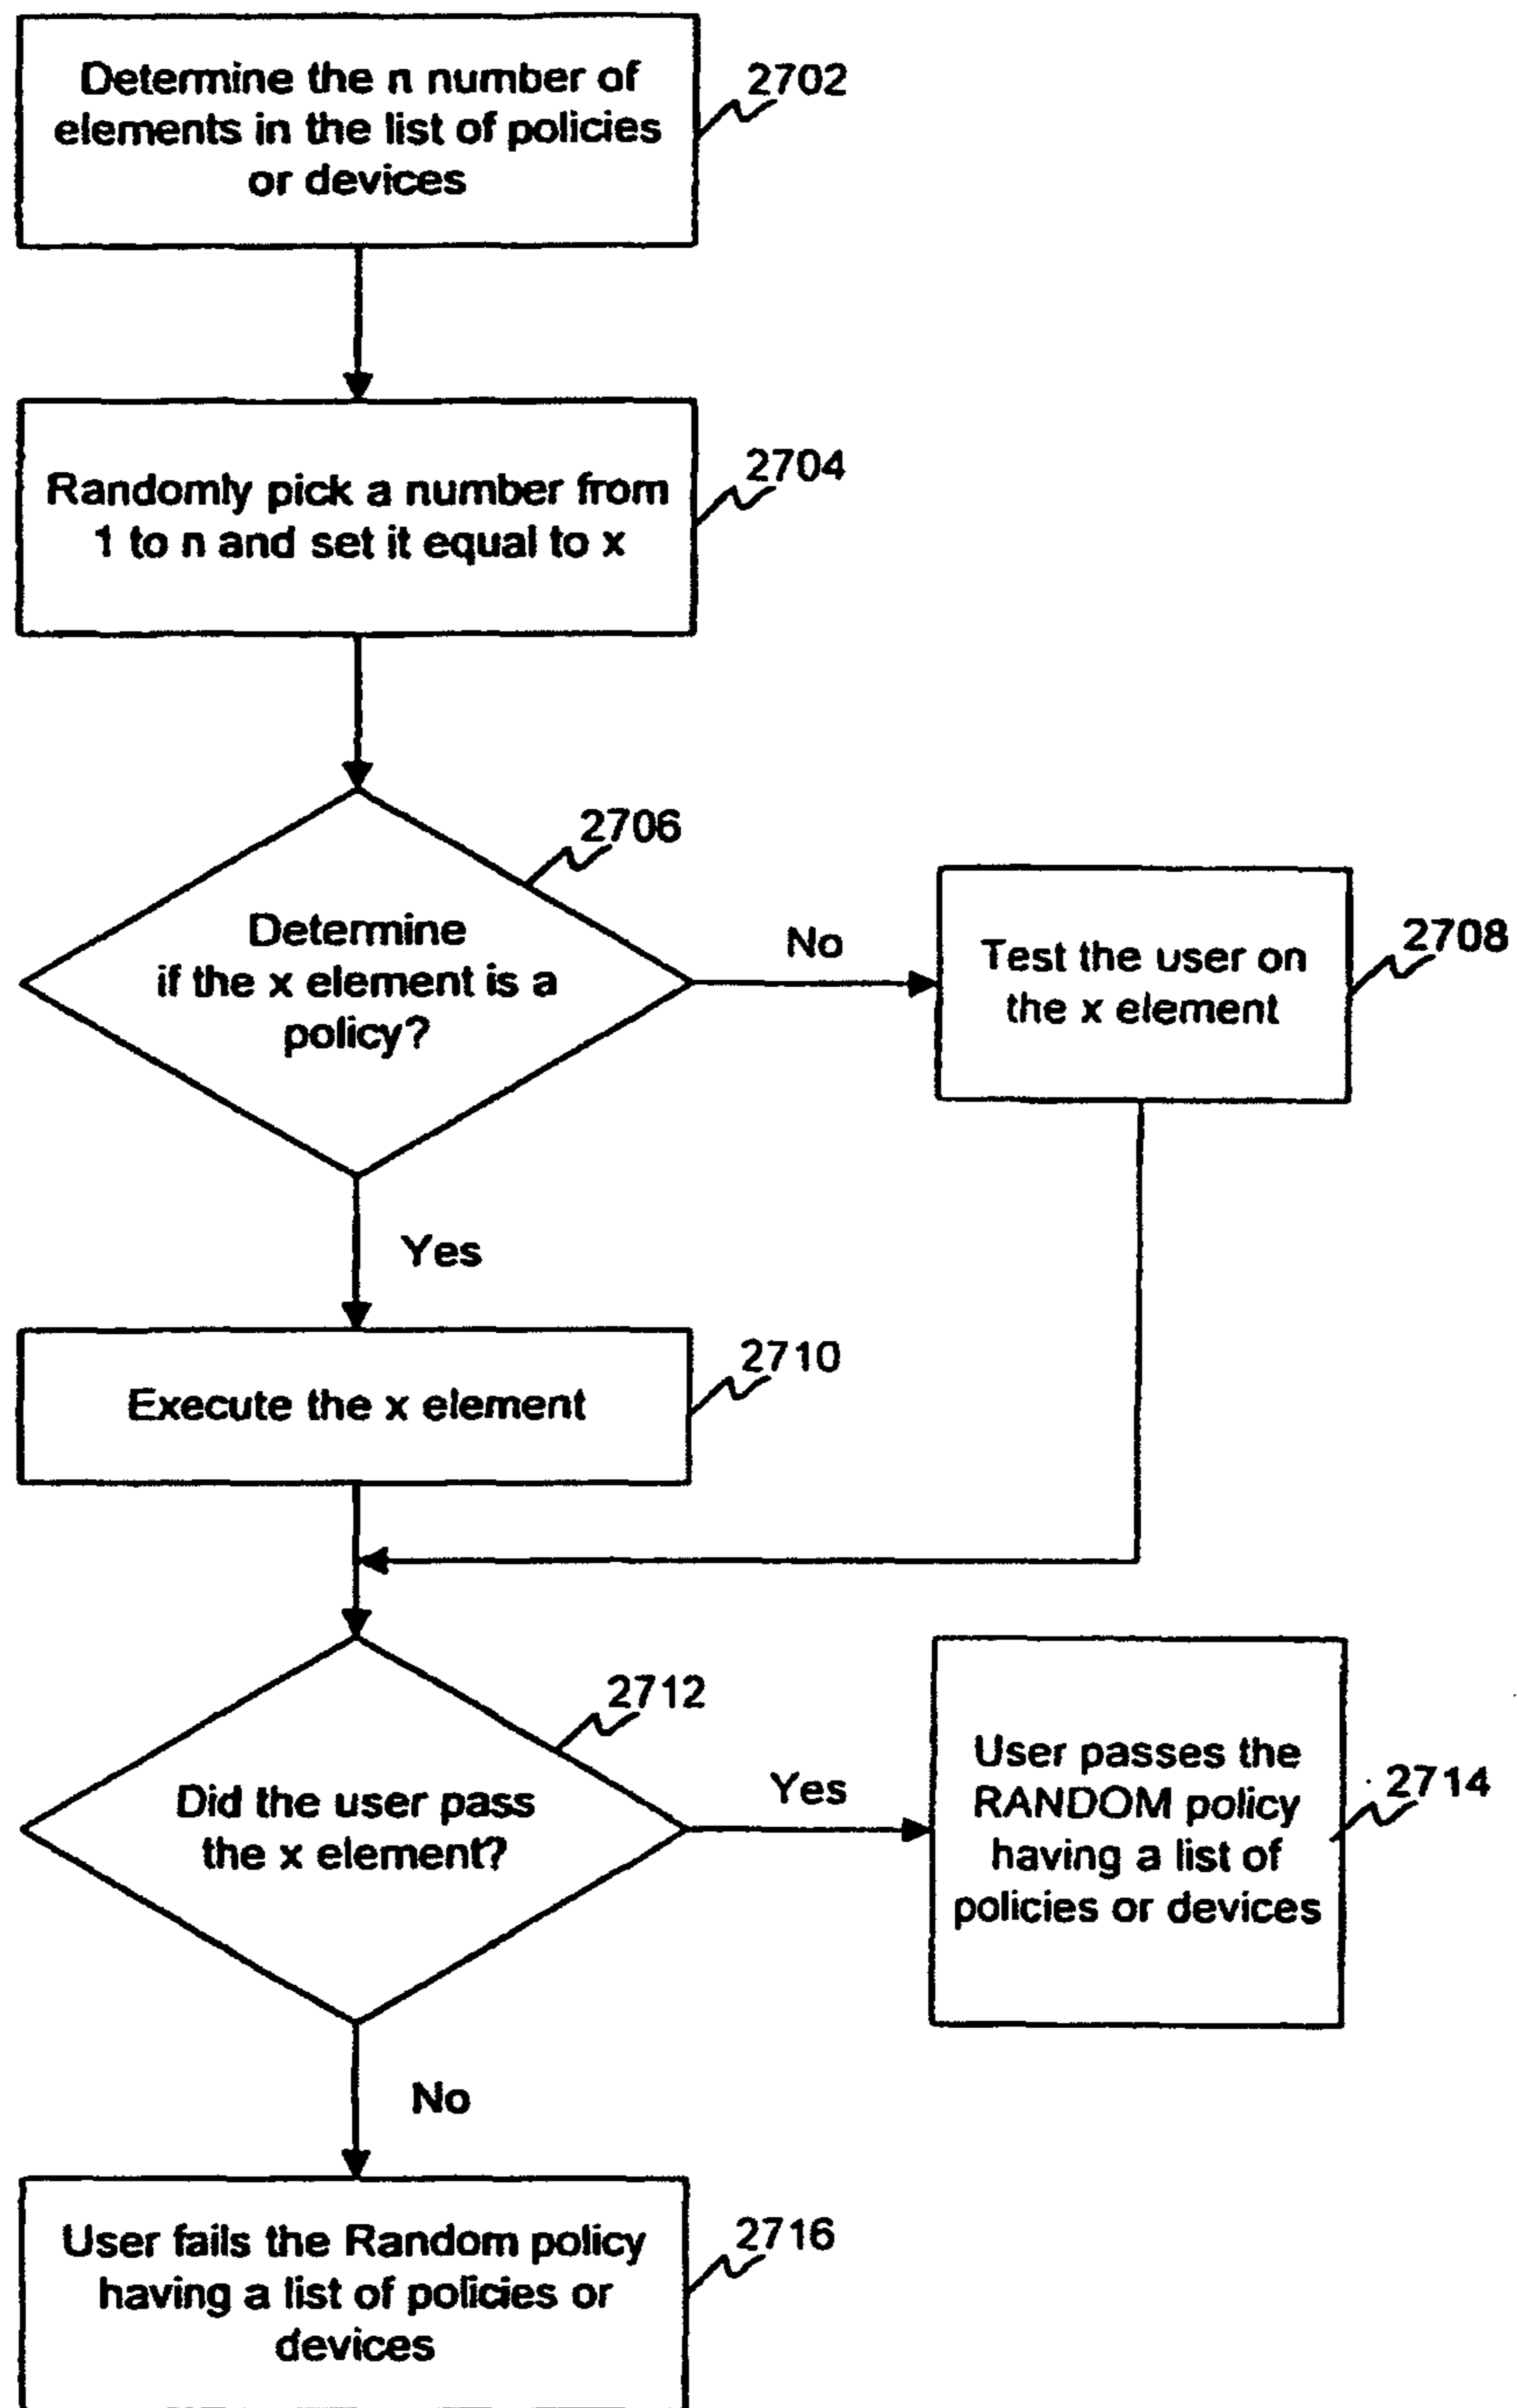 Determine the n number of
elements in the list of policies
or devices
2702
Randomly pick a number from
1 to n and set it equal to x
2704
2706
Determine
if the x element is a
policy?
No
Test the user on
the x element
2708
Yes
Execute the x element
2710
2712
Did the user pass
the x element?
Yes
User passes the
RANDOM policy
having a list of
policies or devices
2714
No
User fails the Random policy
having a list of policies or
devices
2716